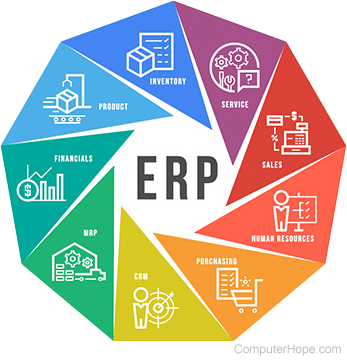 INVENTORY
SERVICE
PRODUCT
SALES
FINANCIALS
ERP
HUMAN RESOURCES
MRP
PURCHASING
CRM
ComputerHope.com